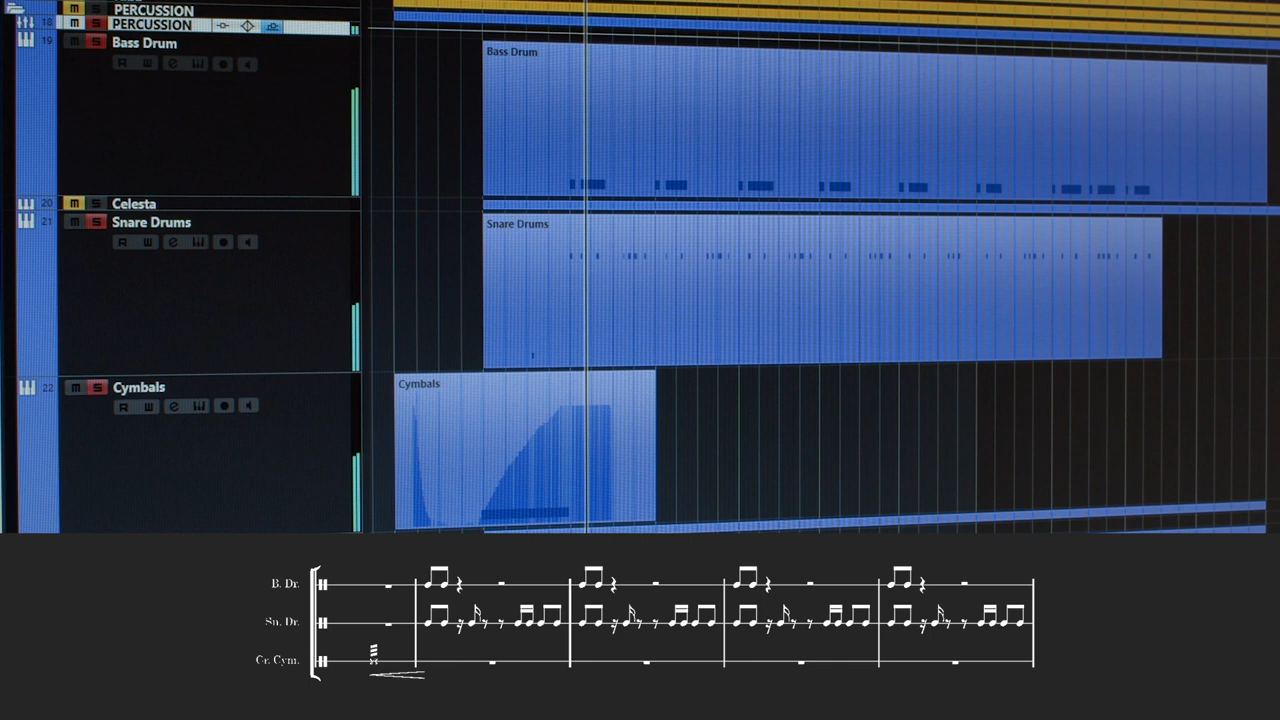 m S PERCUSSION
18 m S PERCUSSION
19 m S Bass Drum
R W e
Bass Drum
20 m S Celesta
21 m S Snare Drums
R W e
Snare Drums
22 m S Cymbals
R W e
Cymbals
B. Dr.
Sn. Dr.
Cr. Cym.